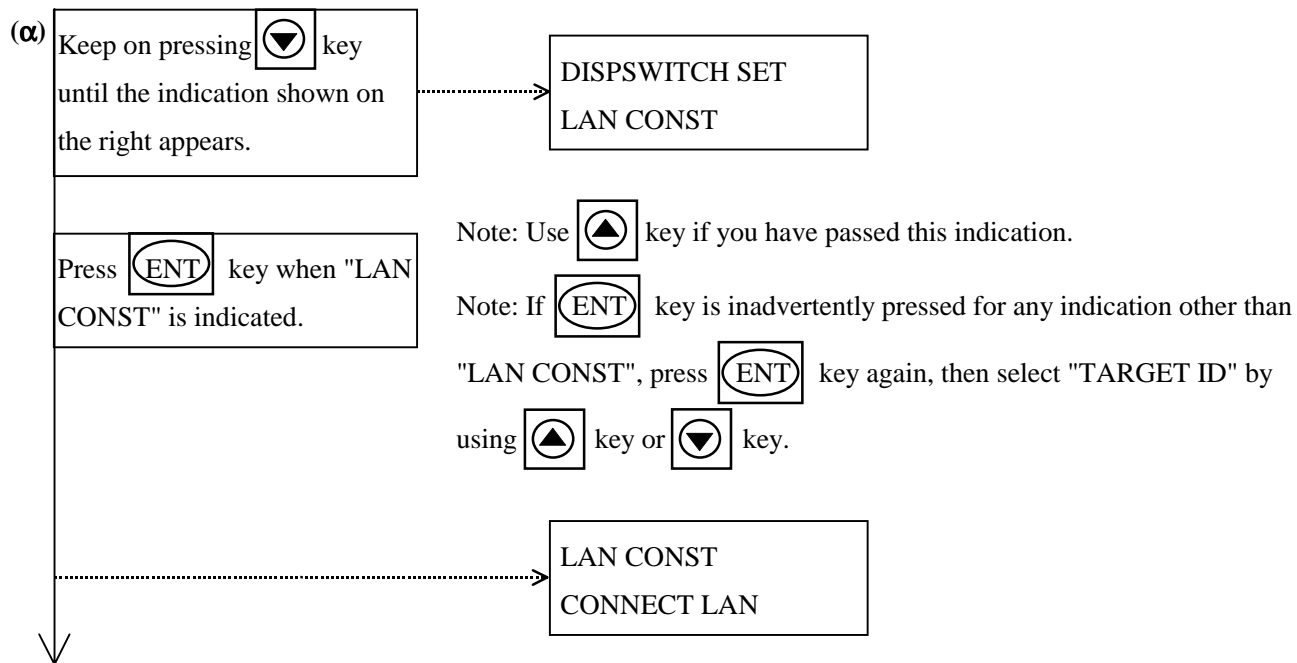 (α)
Keep on pressing ▼ key
until the indication shown on
the right appears.
DISPSWITCH SET
LAN CONST
Press ENT key when "LAN
CONST" is indicated.
Note: Use ▲ key if you have passed this indication.
Note: If ENT key is inadvertently pressed for any indication other than
"LAN CONST", press ENT key again, then select "TARGET ID" by
using ▲ key or ▼ key.
LAN CONST
CONNECT LAN